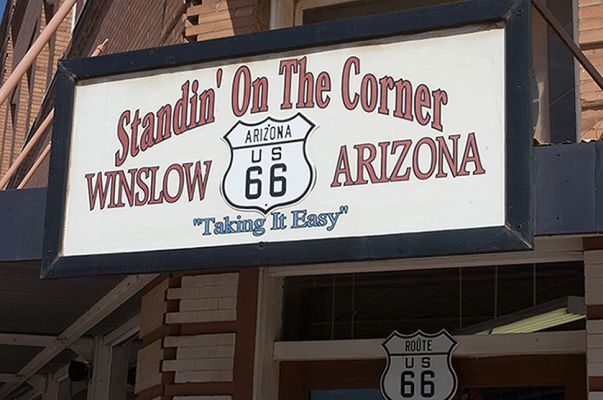 Standin' On The Corner
WINSLOW ARIZONA
ARIZONA
US
66
"Taking It Easy"
ROUTE
US
66